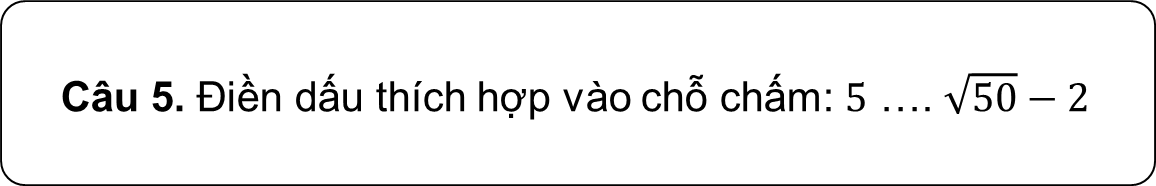 Câu 5. Điền dấu thích hợp vào chỗ chấm: 5 .... √50 − 2